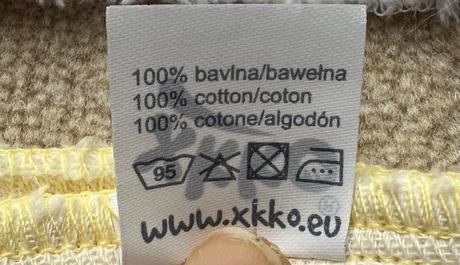 100% bavlna/bawełna
100% cotton/coton
100% cotone/algodón
95
www.xkko.eu